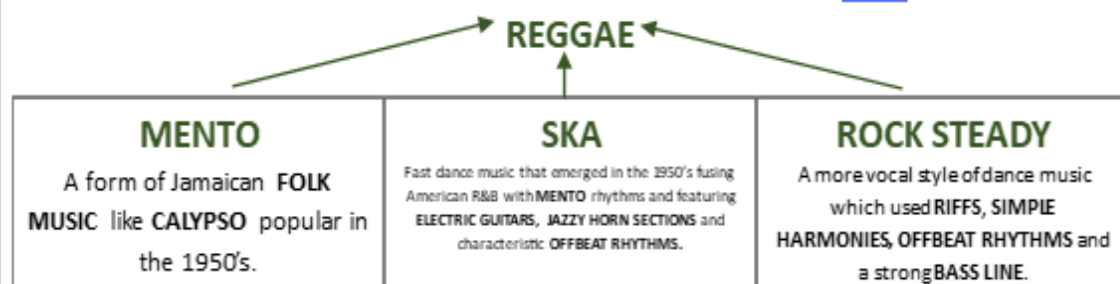 REGGAE
MENTO
A form of Jamaican FOLK
MUSIC like CALYPSO popular in
the 1950's.
SKA
Fast dance music that emerged in the 1950's fusing
American R&B with MENTO rhythms and featuring
ELECTRIC GUITARS, JAZZY HORN SECTIONS and
characteristic OFFBEAT RHYTHMS.
ROCK STEADY
A more vocal style of dance music
which used RIFFS, SIMPLE
HARMONIES, OFFBEAT RHYTHMS and
a strong BASS LINE.